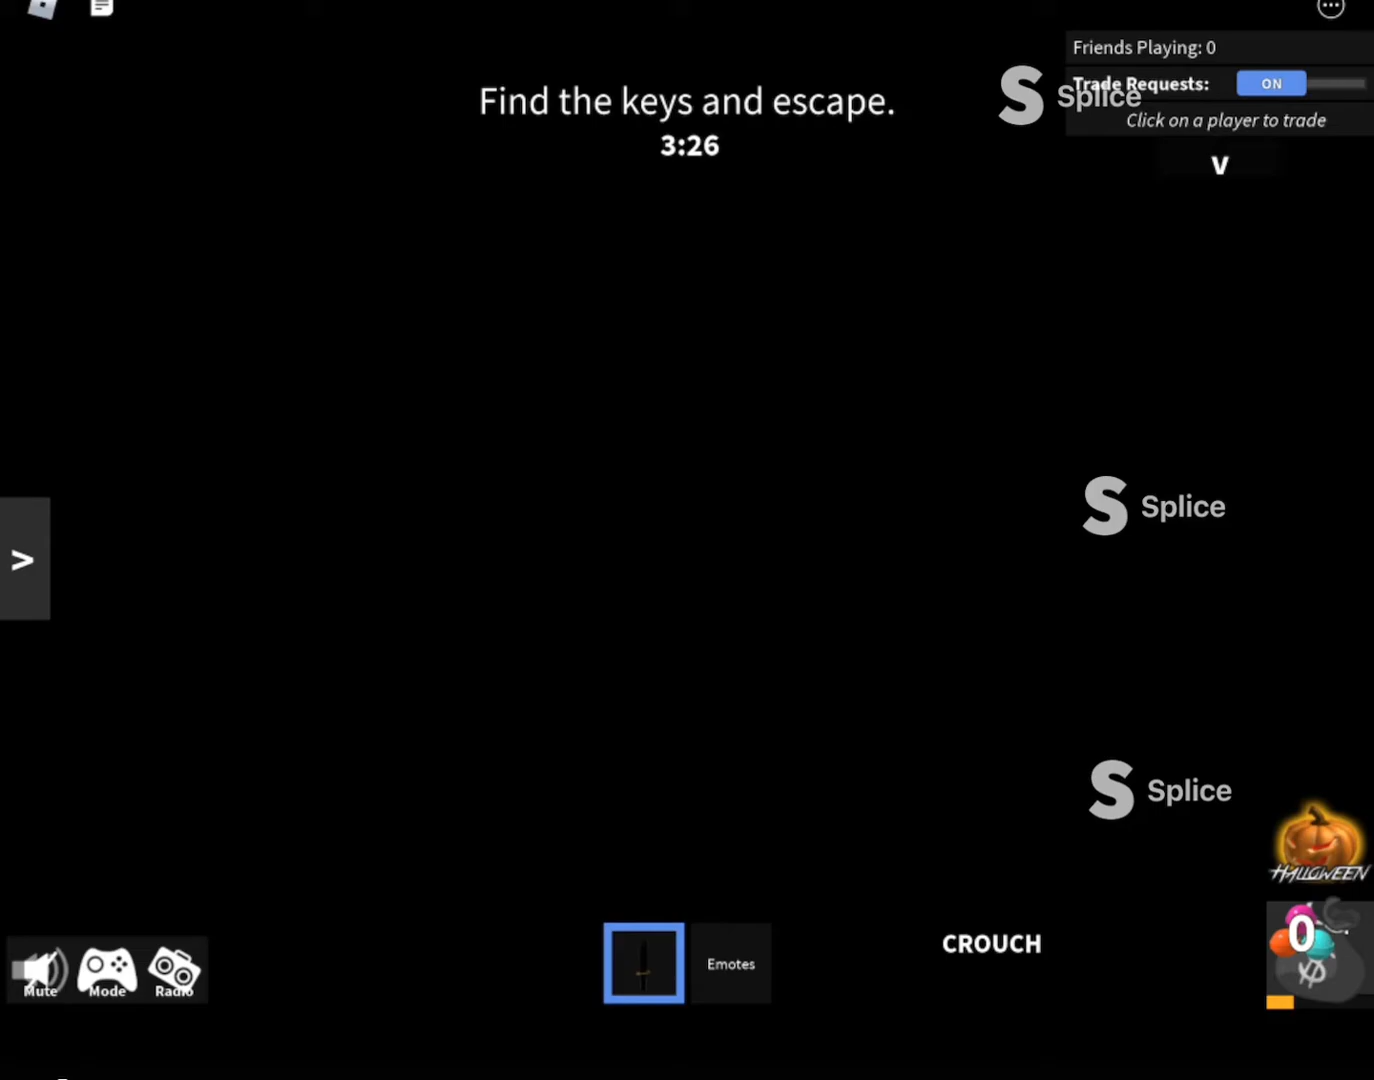 Friends Playing: 0
Trade Requests:
ON
Splice
Click on a player to trade
v
Find the keys and escape.
3:26
>
Splice
Splice
HALLOWEEN
0
CROUCH
Emotes
Mute
Mode
Radio